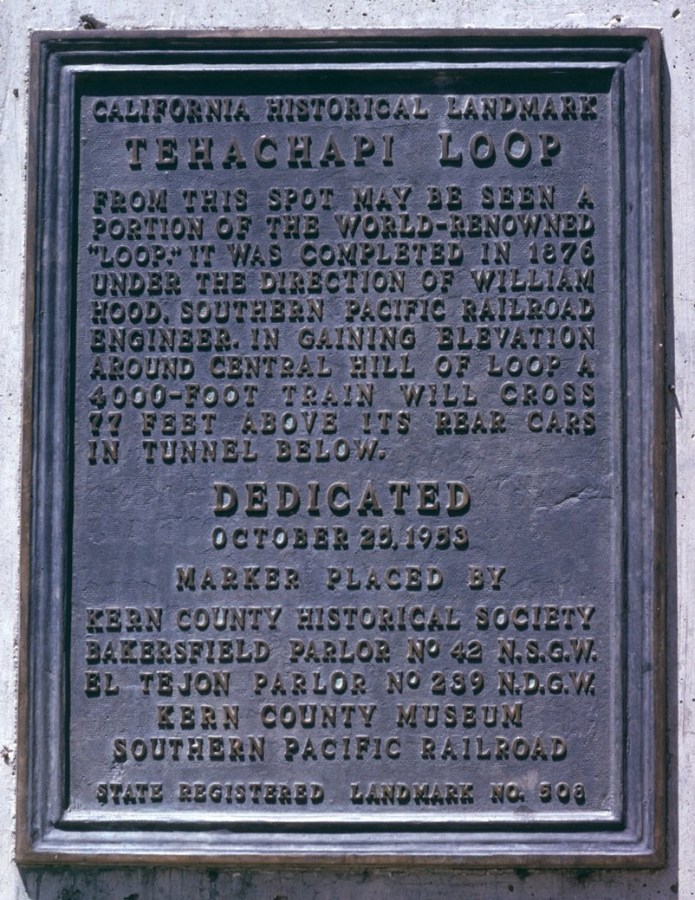 CALIFORNIA HISTORICAL LANDMARK
TEHACHAPI LOOP
FROM THIS SPOT MAY BE SEEN A
PORTION OF THE WORLD-RENOWNED
"LOOP." IT WAS COMPLETED IN 1876
UNDER THE DIRECTION OF WILLIAM
HOOD, SOUTHERN PACIFIC RAILROAD
ENGINEER. IN GAINING ELEVATION
AROUND CENTRAL HILL OF LOOP A
4000-FOOT TRAIN WILL CROSS
77 FEET ABOVE ITS REAR CARS
IN TUNNEL BELOW.
DEDICATED
OCTOBER 25, 1953
MARKER PLACED BY
KERN COUNTY HISTORICAL SOCIETY
BAKERSFIELD PARLOR NO 42 N.S.G.W.
EL TEJON PARLOR NO 239 N.D.G.W.
KERN COUNTY MUSEUM
SOUTHERN PACIFIC RAILROAD
STATE REGISTERED LANDMARK NO. 508